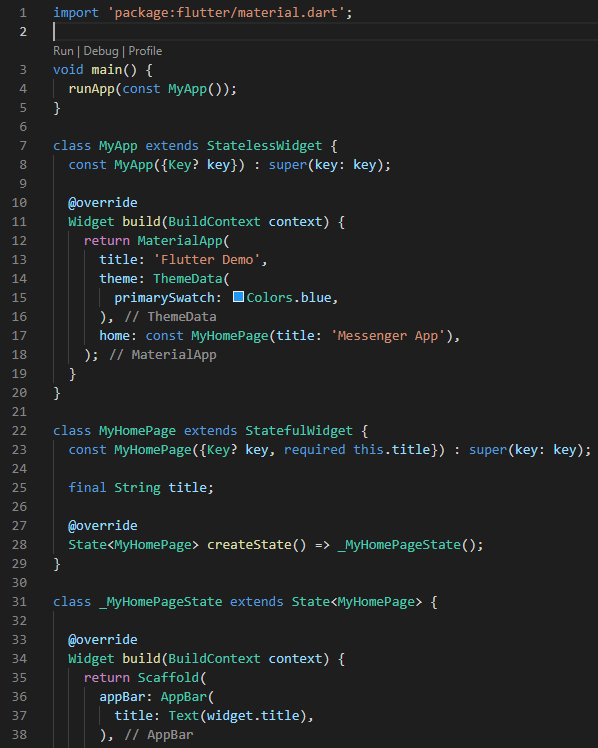 1 import 'package:flutter/material.dart';
2
Run | Debug | Profile
3 void main() {
4   runApp(const MyApp());
5 }
6
7 class MyApp extends StatelessWidget {
8   const MyApp({Key? key}) : super(key: key);
9
10   @override
11   Widget build(BuildContext context) {
12     return MaterialApp(
13       title: 'Flutter Demo',
14       theme: ThemeData(
15         primarySwatch: Colors.blue,
16       ), // ThemeData
17       home: const MyHomePage(title: 'Messenger App'),
18     ); // MaterialApp
19   }
20 }
21
22 class MyHomePage extends StatefulWidget {
23   const MyHomePage({Key? key, required this.title}) : super(key: key);
24
25   final String title;
26
27   @override
28   State<MyHomePage> createState() => _MyHomePageState();
29 }
30
31 class _MyHomePageState extends State<MyHomePage> {
32
33   @override
34   Widget build(BuildContext context) {
35     return Scaffold(
36       appBar: AppBar(
37         title: Text(widget.title),
38       ), // AppBar